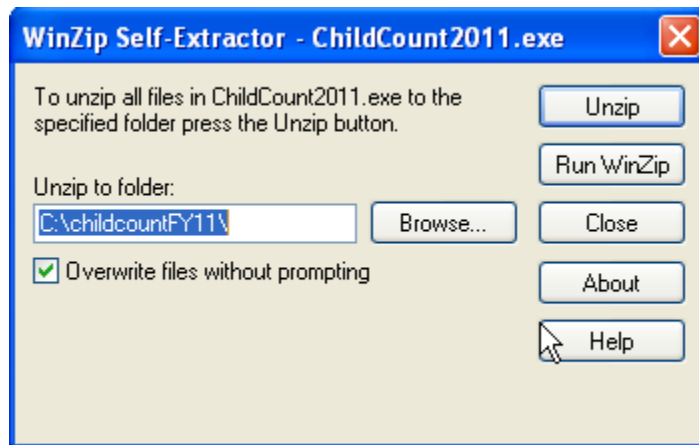 WinZip Self-Extractor - ChildCount2011.exe
To unzip all files in ChildCount2011.exe to the
specified folder press the Unzip button.
Unzip to folder:
C:\childcountFY11\
Browse...
Overwrite files without prompting
Unzip
Run WinZip
Close
About
Help